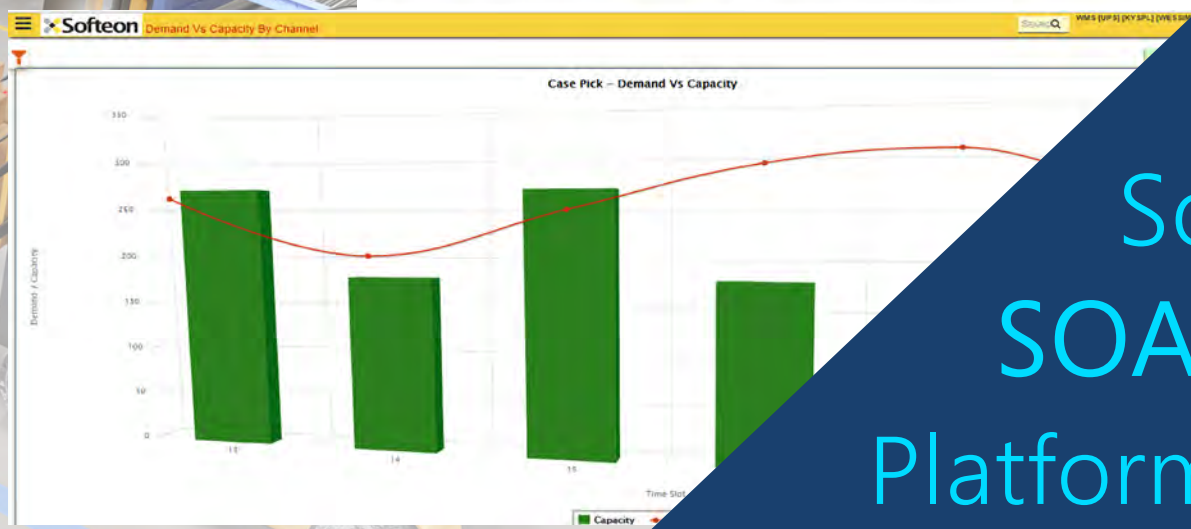 Softeon Demand Vs Capacity By Channel
Search
WMS [UPS] [KYSPL]
Case Pick – Demand Vs Capacity
350
300
250
200
150
100
50
0
Demand / Capacity
13
14
15
Time Slot
Capacity
So
SOA
Platform